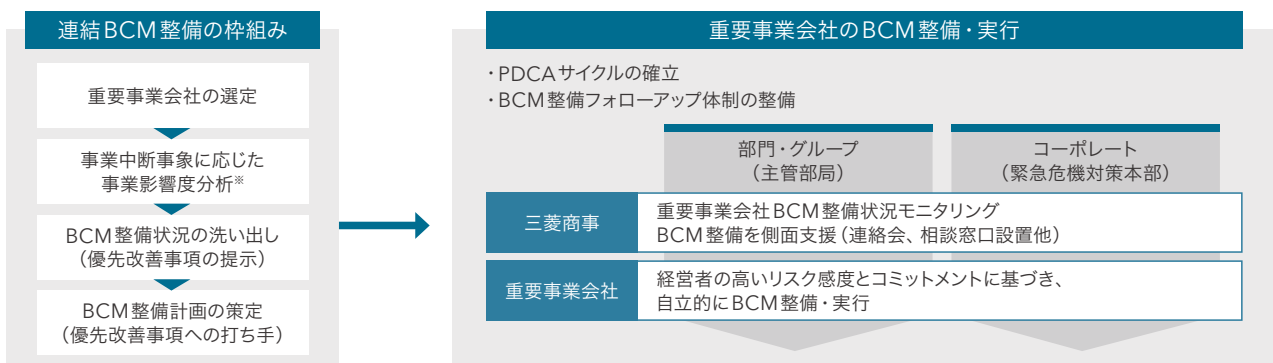 連結BCM整備の枠組み
重要事業会社の選定
事業中断事象に応じた
事業影響度分析※
BCM整備状況の洗い出し
(優先改善事項の提示)
BCM整備計画の策定
(優先改善事項への打ち手)
重要事業会社のBCM整備・実行
・PDCAサイクルの確立
・BCM整備フォローアップ体制の整備
部門・グループ
(主管部局)
コーポレート
(緊急危機対策本部)
三菱商事
重要事業会社BCM整備状況モニタリング
BCM整備を側面支援(連絡会、相談窓口設置他)
重要事業会社
経営者の高いリスク感度とコミットメントに基づき、
自立的にBCM整備・実行